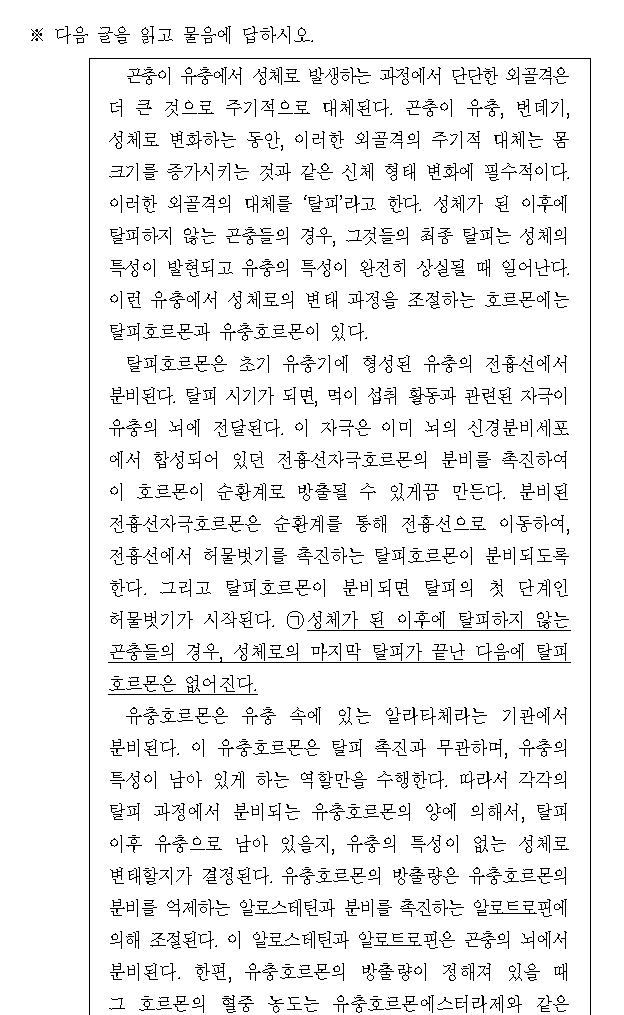 ※ 다음 글을 읽고 물음에 답하시오.
곤충이 유충에서 성체로 발생하는 과정에서 단단한 외골격은
더 큰 것으로 주기적으로 대체된다. 곤충이 유충, 번데기,
성체로 변화하는 동안, 이러한 외골격의 주기적 대체는 몸
크기를 증가시키는 것과 같은 신체 형태 변화에 필수적이다.
이러한 외골격의 대체를 ‘탈피’라고 한다. 성체가 된 이후에
탈피하지 않는 곤충들의 경우, 그것들의 최종 탈피는 성체의
특성이 발현되고 유충의 특성이 완전히 상실될 때 일어난다.
이런 유충에서 성체로의 변태 과정을 조절하는 호르몬에는
탈피호르몬과 유충호르몬이 있다.
탈피호르몬은 초기 유충기에 형성된 유충의 전흉선에서
분비된다. 탈피 시기가 되면, 먹이 섭취 활동과 관련된 자극이
유충의 뇌에 전달된다. 이 자극은 이미 뇌의 신경분비세포
에서 합성되어 있던 전흉선자극호르몬의 분비를 촉진하여
이 호르몬이 순환계로 방출될 수 있게끔 만든다. 분비된
전흉선자극호르몬은 순환계를 통해 전흉선으로 이동하여,
전흉선에서 허물벗기를 촉진하는 탈피호르몬이 분비되도록
한다. 그리고 탈피호르몬이 분비되면 탈피의 첫 단계인
허물벗기가 시작된다. ㉠성체가 된 이후에 탈피하지 않는
곤충들의 경우, 성체로의 마지막 탈피가 끝난 다음에 탈피
호르몬은 없어진다.
유충호르몬은 유충 속에 있는 알라타체라는 기관에서
분비된다. 이 유충호르몬은 탈피 촉진과 무관하며, 유충의
특성이 남아 있게 하는 역할만을 수행한다. 따라서 각각의
탈피 과정에서 분비되는 유충호르몬의 양에 의해서, 탈피
이후 유충으로 남아 있을지, 유충의 특성이 없는 성체로
변태할지가 결정된다. 유충호르몬의 방출량은 유충호르몬의
분비를 억제하는 알로스테틴과 분비를 촉진하는 알로트로핀에
의해 조절된다. 이 알로스테틴과 알로트로핀은 곤충의 뇌에서
분비된다. 한편, 유충호르몬의 방출량이 정해져 있을 때
그 호르몬의 혈중 농도는 유충호르몬에스터라제와 같은